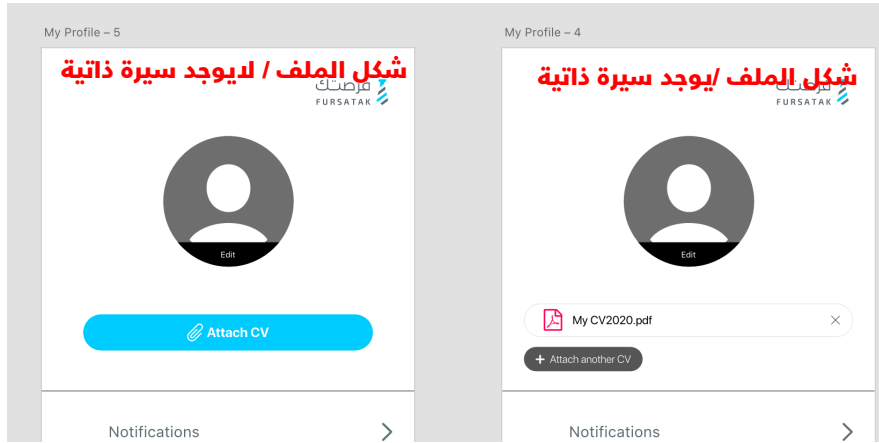 My Profile – 5
شكل الملف / لايوجد سيرة ذاتية
فرصتك
FURSATAK
Edit
Attach CV
Notifications
My Profile – 4
شكل الملف /يوجد سيرة ذاتية
فرصتك
FURSATAK
Edit
My CV2020.pdf
+ Attach another CV
Notifications